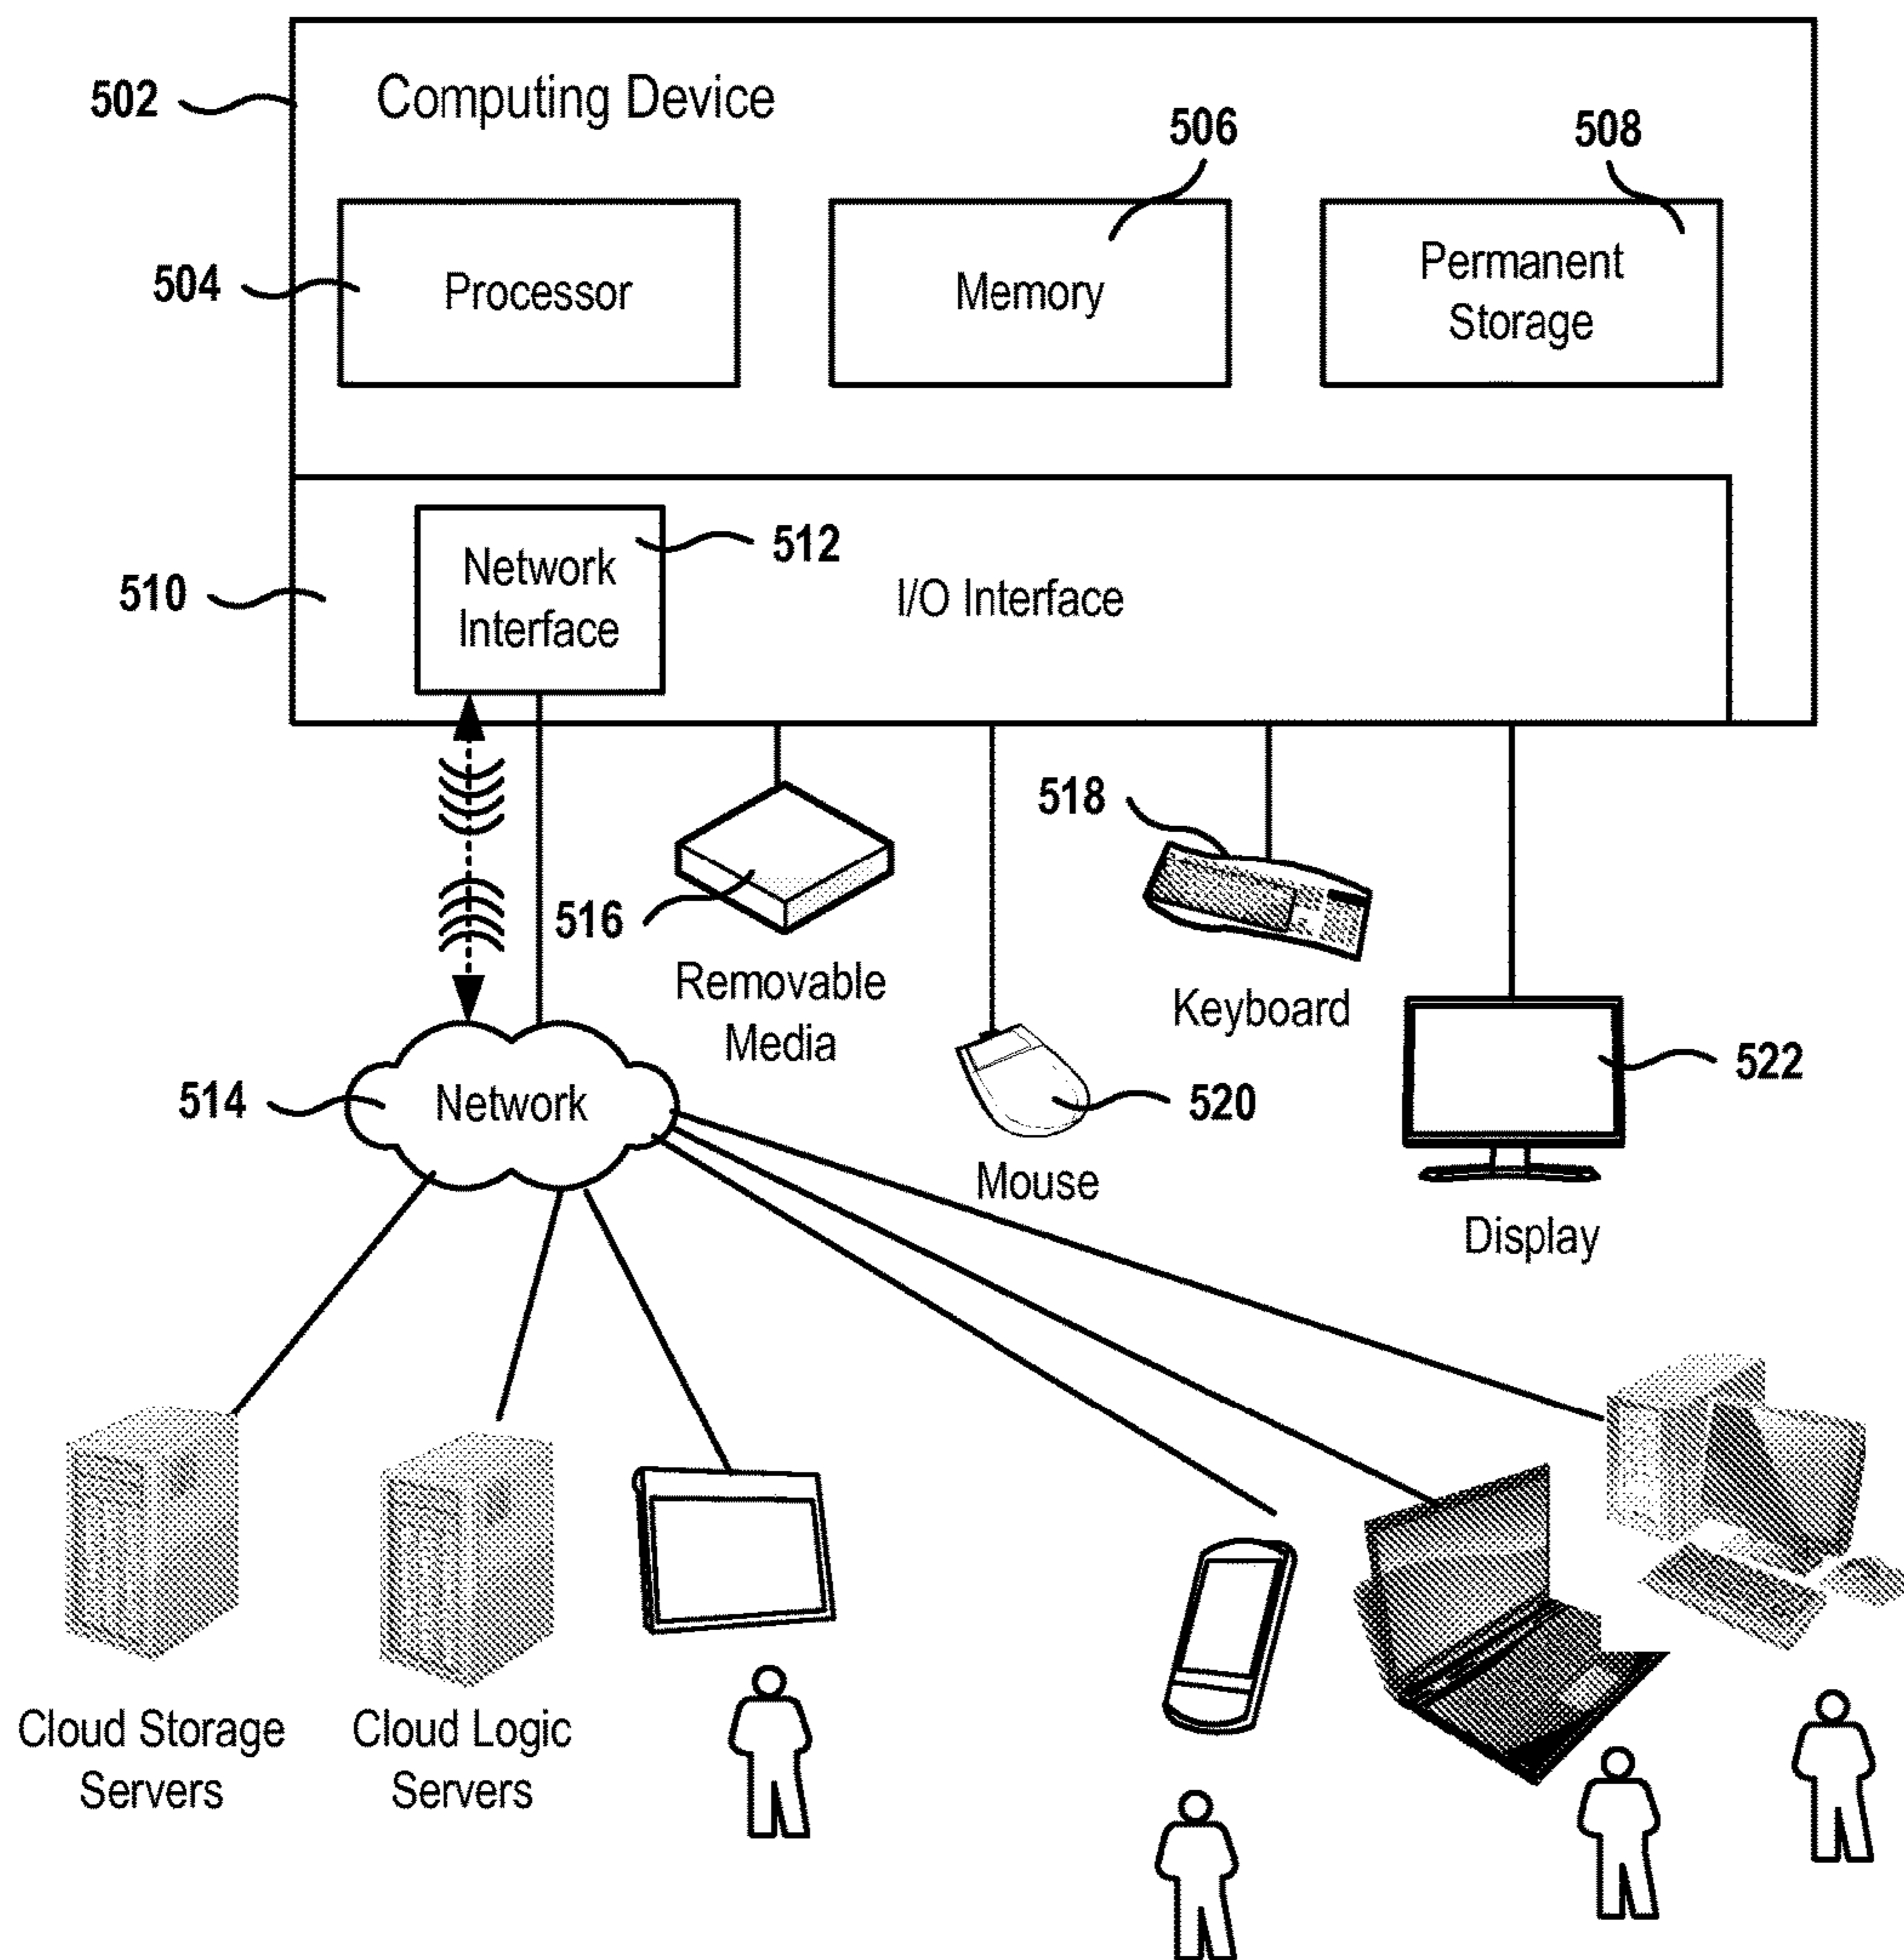 502
Computing Device
506
508
504
Processor
Memory
Permanent
Storage
512
510
Network
Interface
I/O Interface
518
516
Removable
Media
Keyboard
522
514
Network
520
Mouse
Display
Cloud Storage
Servers
Cloud Logic
Servers